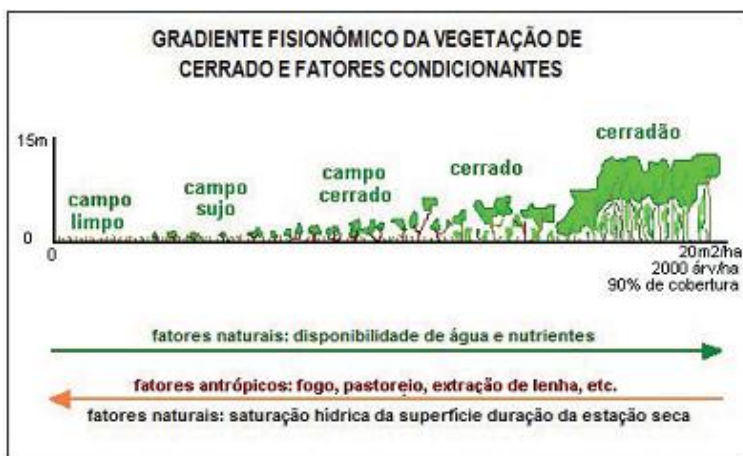 GRADIENTE FISIONÔMICO DA VEGETAÇÃO DE
CERRADO E FATORES CONDICIONANTES
15m
cerradão
cerrado
campo
cerrado
campo
sujo
campo
limpo
0
0
20m2/ha
2000 árv/ha
90% de cobertura
fatores naturais: disponibilidade de água e nutrientes
fatores antrópicos: fogo, pastoreio, extração de lenha, etc.
fatores naturais: saturação hídrica da superfície duração da estação seca